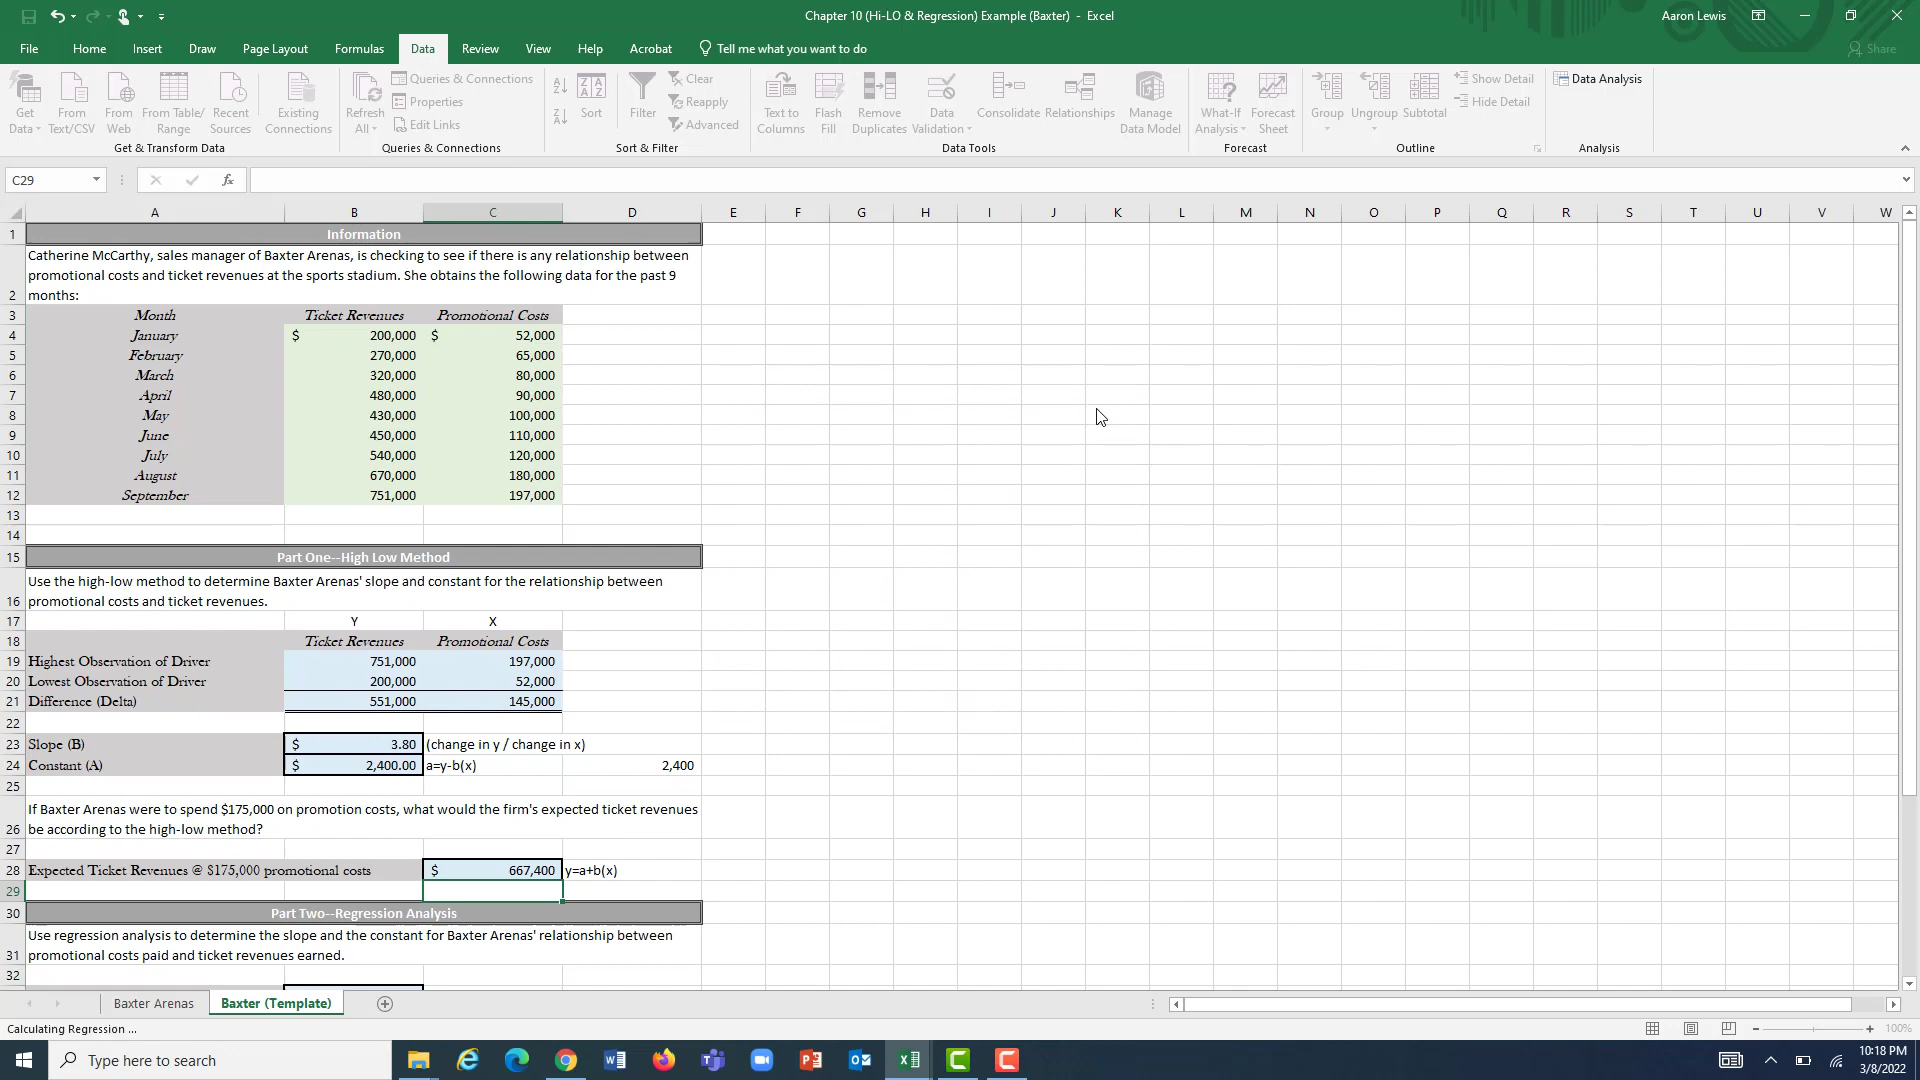 Chapter 10 (Hi-LO & Regression) Example (Baxter) - Excel
Aaron Lewis
File Home Insert Draw Page Layout Formulas Data Review View Help Acrobat Tell me what you want to do
Share
Get Data
From Text/CSV
From Web
From Table/ Range
Recent Sources
Existing Connections
Get & Transform Data
Refresh All
Queries & Connections
Properties
Edit Links
Queries & Connections
Sort
Filter
Clear
Reapply
Advanced
Sort & Filter
Text to Columns
Flash Fill
Remove Duplicates
Data Validation
Consolidate
Relationships
Manage Data Model
Data Tools
What-If Analysis
Forecast Sheet
Forecast
Group
Ungroup
Subtotal
Show Detail
Hide Detail
Outline
Data Analysis
Analysis
C29
fx
A B C D E F G H I J K L M N O P Q R S T U V W
1 Information
Catherine McCarthy, sales manager of Baxter Arenas, is checking to see if there is any relationship between
promotional costs and ticket revenues at the sports stadium. She obtains the following data for the past 9
2 months:
3 Month Ticket Revenues Promotional Costs
4 January $ 200,000 $ 52,000
5 February 270,000 65,000
6 March 320,000 80,000
7 April 480,000 90,000
8 May 430,000 100,000
9 June 450,000 110,000
10 July 540,000 120,000
11 August 670,000 180,000
12 September 751,000 197,000
13
14
15 Part One--High Low Method
Use the high-low method to determine Baxter Arenas' slope and constant for the relationship between
16 promotional costs and ticket revenues.
17 Y X
18 Ticket Revenues Promotional Costs
19 Highest Observation of Driver 751,000 197,000
20 Lowest Observation of Driver 200,000 52,000
21 Difference (Delta) 551,000 145,000
22
23 Slope (B) $ 3.80 (change in y / change in x)
24 Constant (A) $ 2,400.00 a=y-b(x) 2,400
25
If Baxter Arenas were to spend $175,000 on promotion costs, what would the firm's expected ticket revenues
26 be according to the high-low method?
27
28 Expected Ticket Revenues @ $175,000 promotional costs $ 667,400 y=a+b(x)
29
30 Part Two--Regression Analysis
Use regression analysis to determine the slope and the constant for Baxter Arenas' relationship between
31 promotional costs paid and ticket revenues earned.
32
Baxter Arenas Baxter (Template)
Calculating Regression ...
100%
Type here to search
10:18 PM
3/8/2022